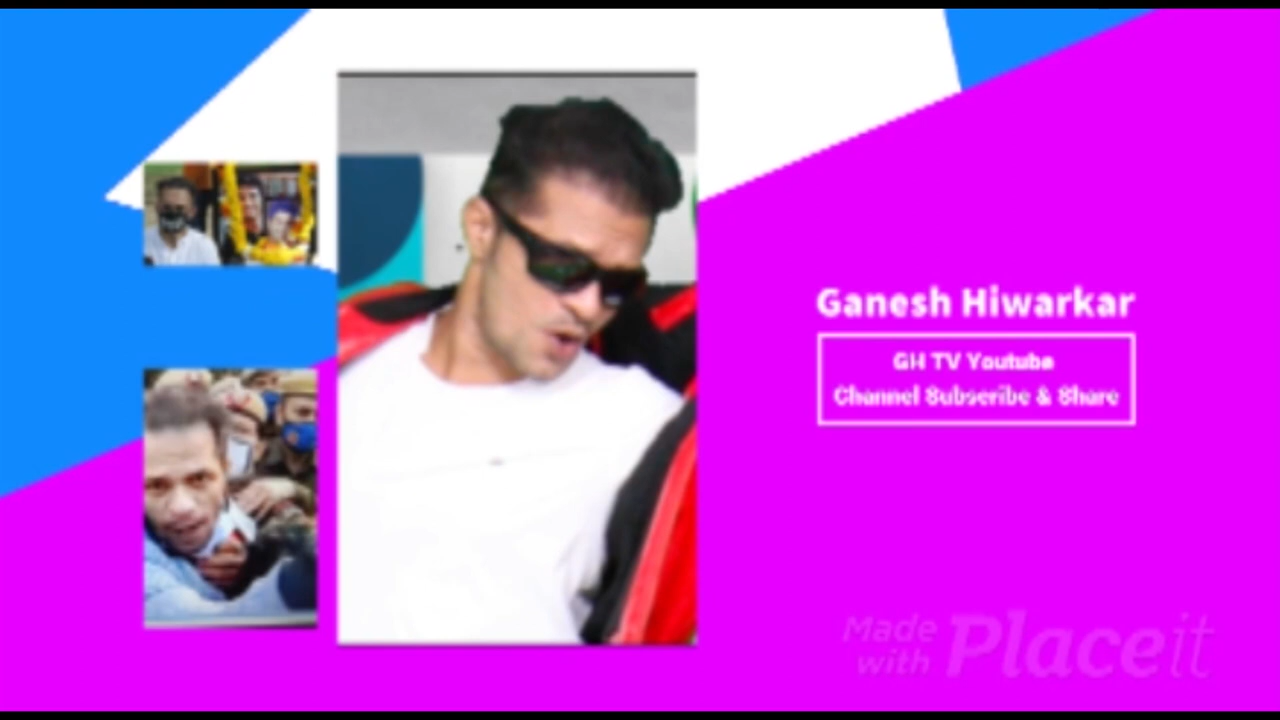 Ganesh Hiwarkar
GH TV Youtube
Channel Subscribe & Share
Made
with Placeit